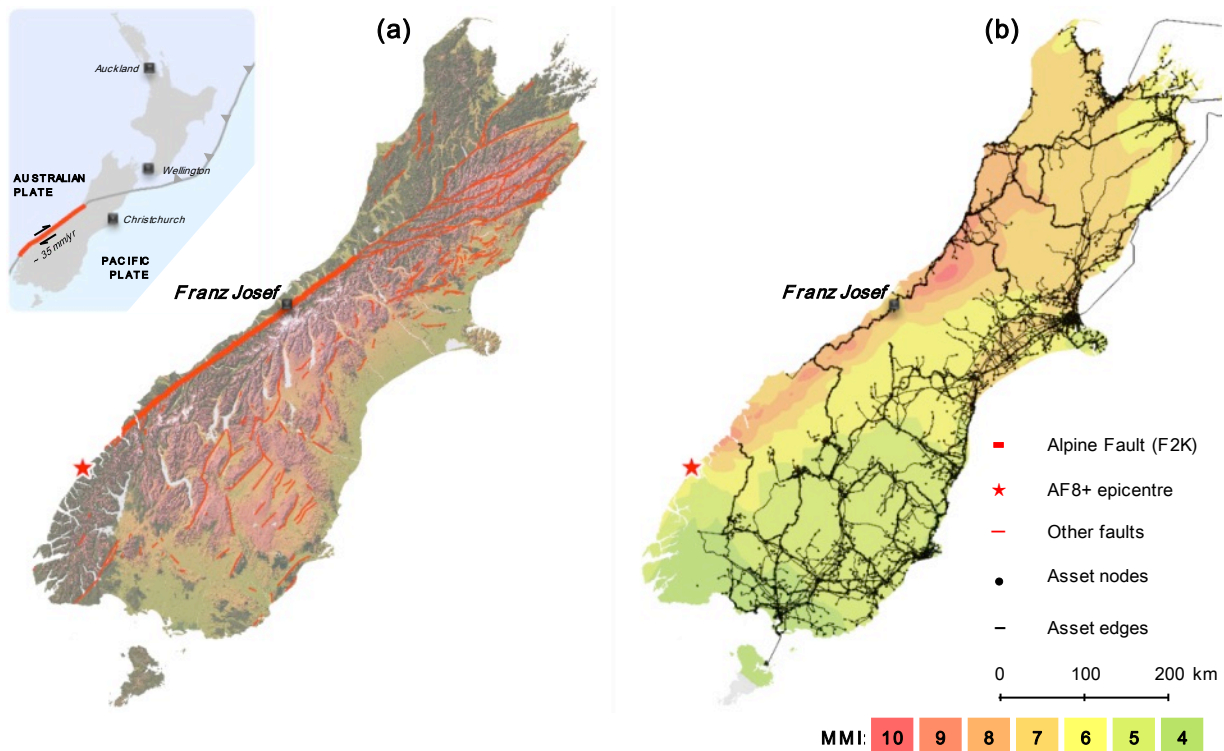 (a)
(b)
Auckland
Wellington
AUSTRALIAN
PLATE
Christchurch
~ 35 mm/yr
PACIFIC
PLATE
Franz Josef
Franz Josef
Alpine Fault (F2K)
AF8+ epicentre
Other faults
Asset nodes
Asset edges
0 100 200 km
MMI: 10 9 8 7 6 5 4